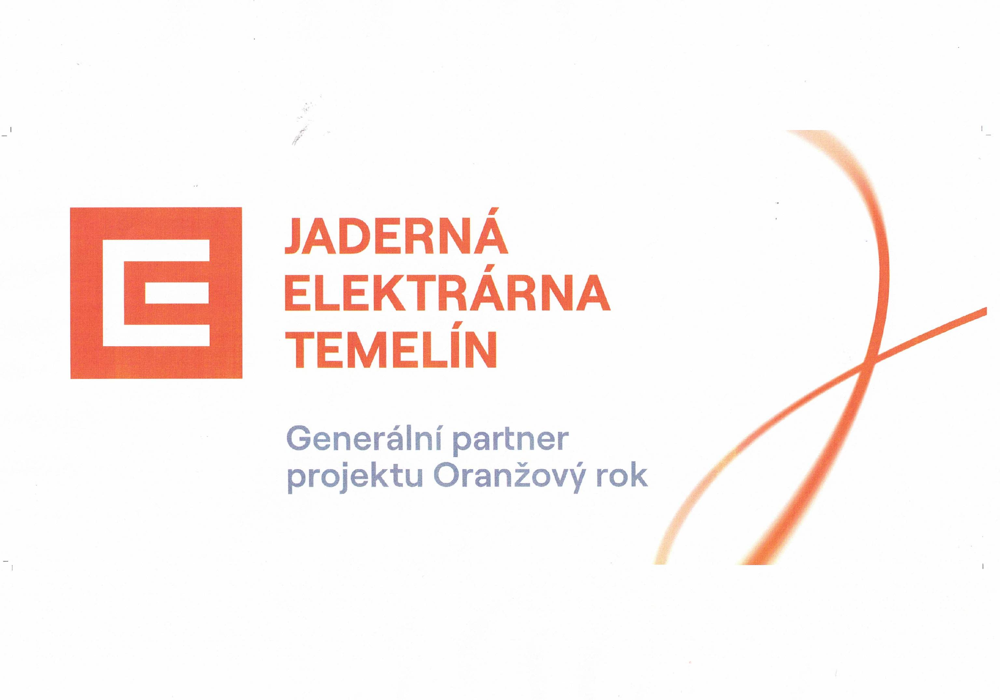 JADERNÁ
ELEKTRÁRNA
TEMELÍN
Generální partner
projektu Oranžový rok